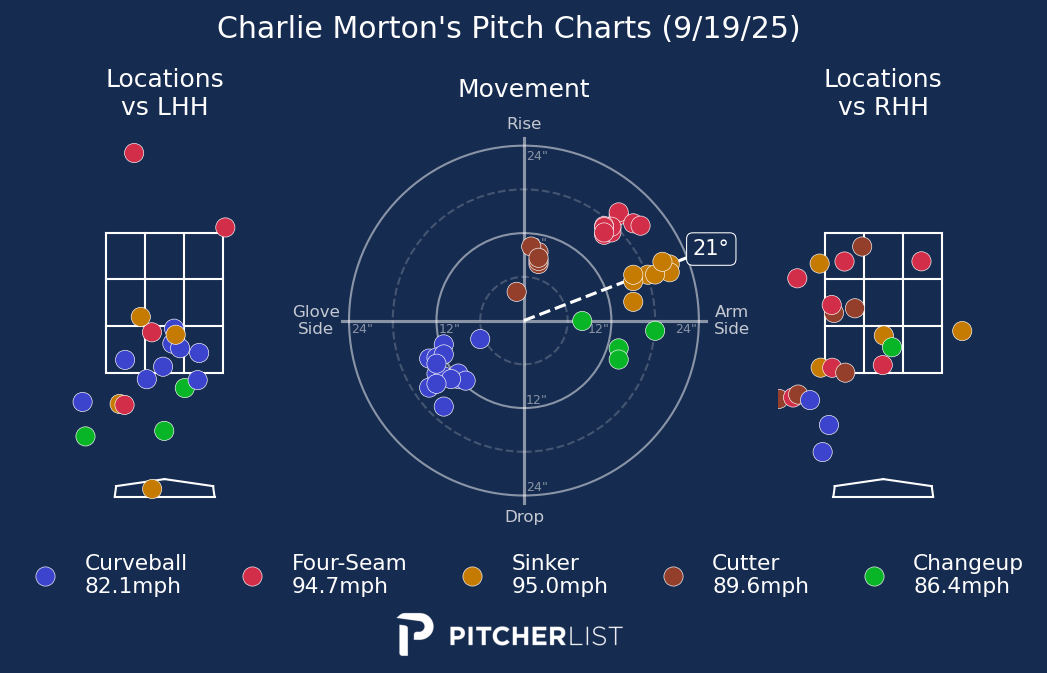 Charlie Morton's Pitch Charts (9/19/25)
Locations
vs LHH
Movement
Locations
vs RHH
Rise
24"
21°
Glove
Side
24"
12"
12"
24"
Arm
Side
12"
24"
Drop
Curveball
82.1mph
Four-Seam
94.7mph
Sinker
95.0mph
Cutter
89.6mph
Changeup
86.4mph
PITCHERLIST